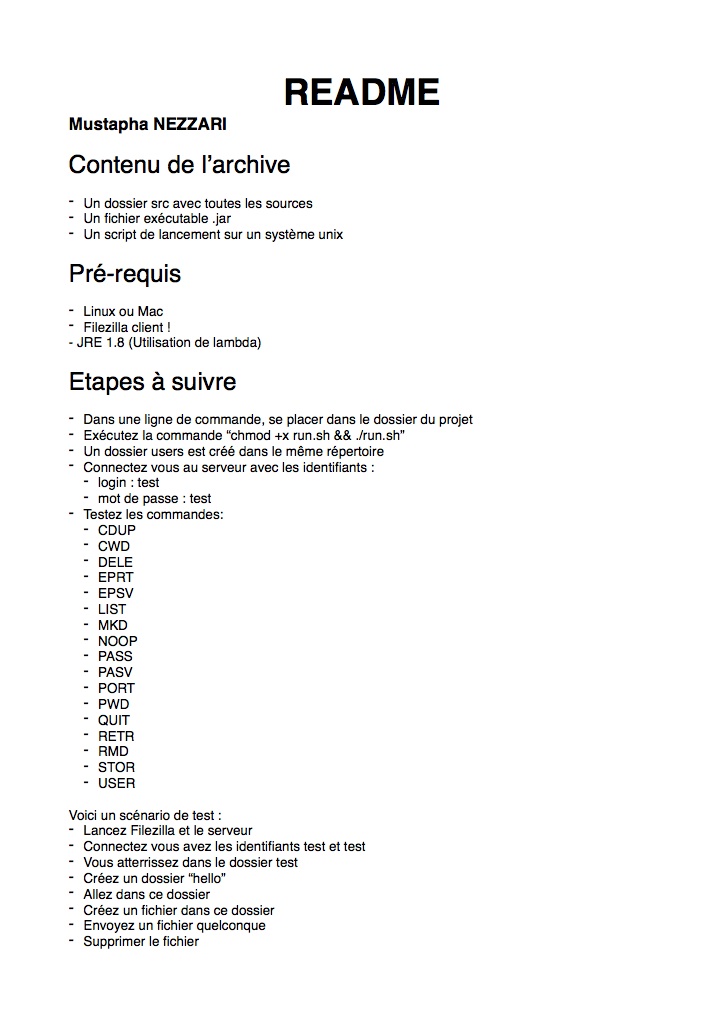 README
Mustapha NEZZARI
Contenu de l’archive
- Un dossier src avec toutes les sources
- Un fichier exécutable .jar
- Un script de lancement sur un système unix
Pré-requis
- Linux ou Mac
- Filezilla client !
- JRE 1.8 (Utilisation de lambda)
Etapes à suivre
- Dans une ligne de commande, se placer dans le dossier du projet
- Exécutez la commande “chmod +x run.sh && ./run.sh”
- Un dossier users est créé dans le même répertoire
- Connectez vous au serveur avec les identifiants :
- login : test
- mot de passe : test
- Testez les commandes:
- CDUP
- CWD
- DELE
- EPRT
- EPSV
- LIST
- MKD
- NOOP
- PASS
- PASV
- PORT
- PWD
- QUIT
- RETR
- RMD
- STOR
- USER
Voici un scénario de test :
- Lancez Filezilla et le serveur
- Connectez vous avez les identifiants test et test
- Vous atterrissez dans le dossier test
- Créez un dossier “hello”
- Allez dans ce dossier
- Créez un fichier dans ce dossier
- Envoyez un fichier quelconque
- Supprimer le fichier